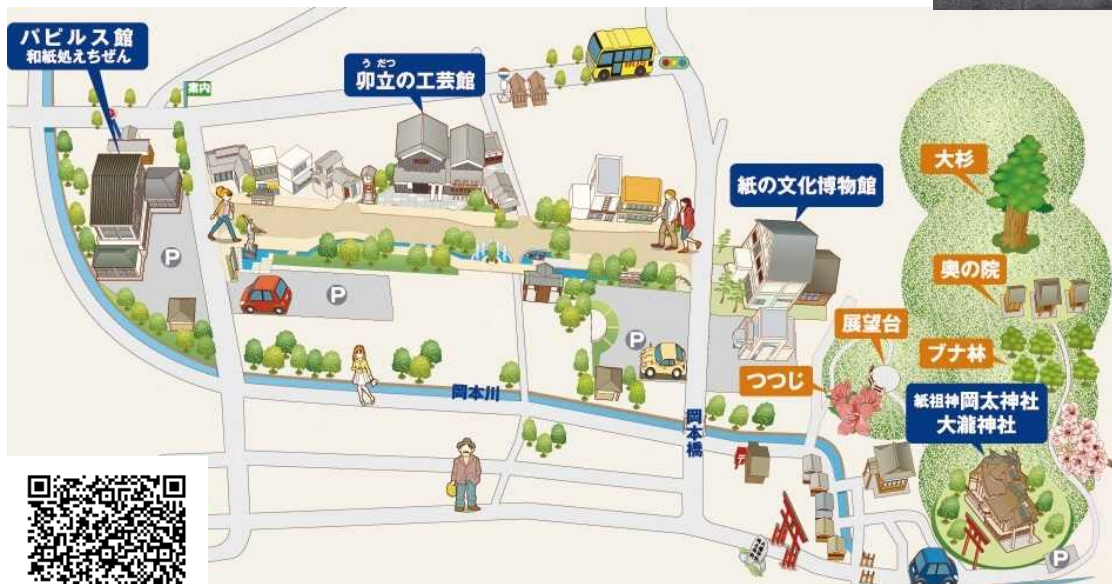 パピルス館
和紙処えちぜん
案内
うだつ
卯立の工芸館
紙の文化博物館
大杉
奥の院
展望台
ブナ林
つつじ
紙祖神岡太神社
大瀧神社
岡本川
岡本橋
P
P
P
P